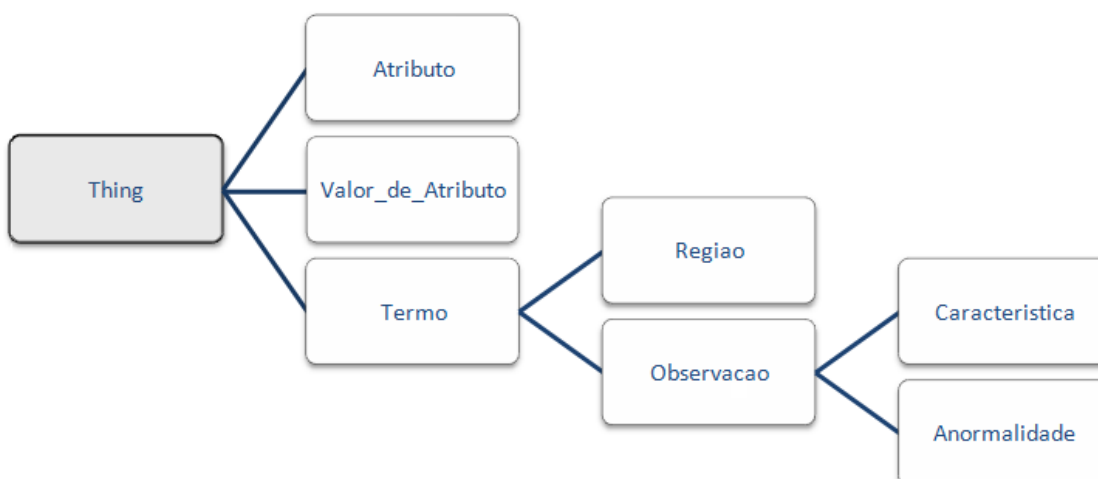 Atributo
Thing
Valor_de_Atributo
Regiao
Termo
Caracteristica
Observacao
Anormalidade